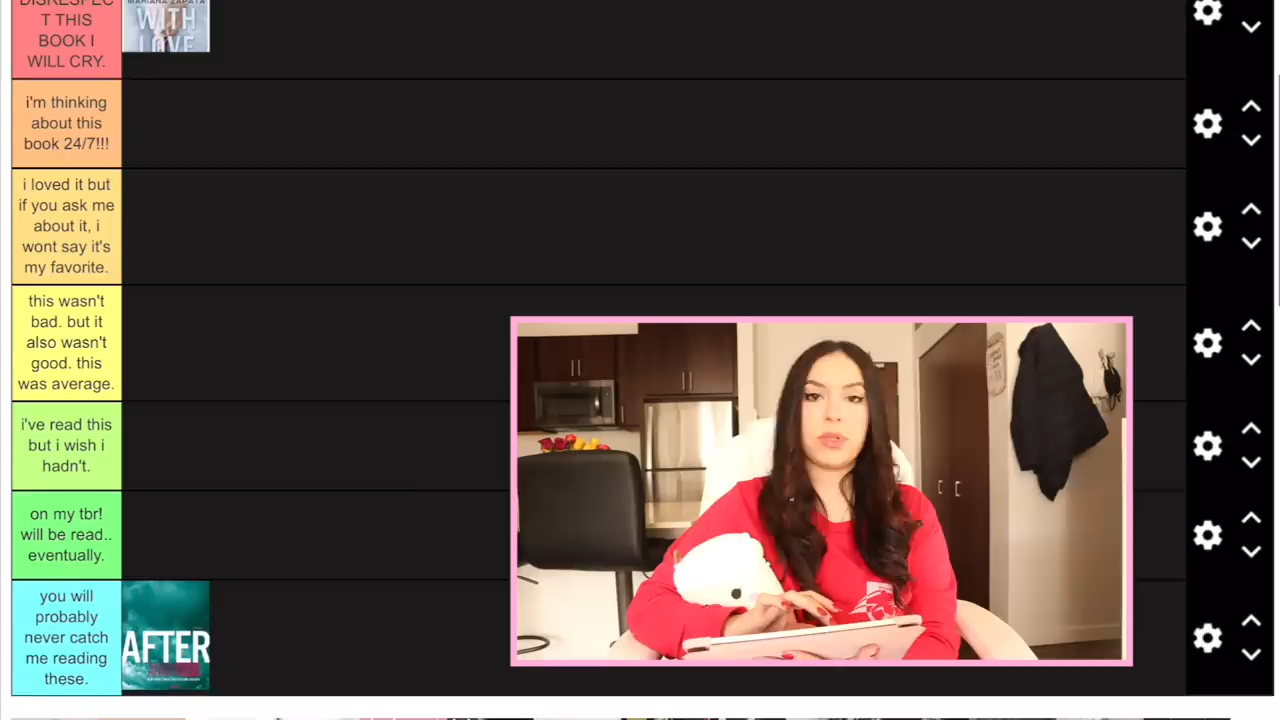 DISRESPEC
T THIS
BOOK I
WILL CRY.
MARIANA ZAPATA
WITH
LOVE
i'm thinking
about this
book 24/7!!!
i loved it but
if you ask me
about it, i
wont say it's
my favorite.
this wasn't
bad. but it
also wasn't
good. this
was average.
i've read this
but i wish i
hadn't.
on my tbr!
will be read..
eventually.
you will
probably
never catch
me reading
these.
AFTER